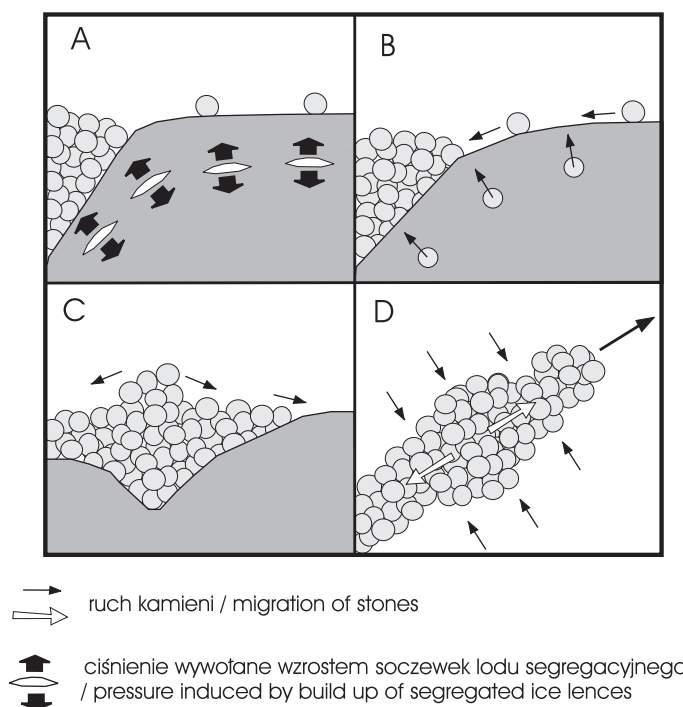 A
B
C
D
ruch kamieni / migration of stones
ciśnienie wywołane wzrostem soczewek lodu segregacyjnego
/ pressure induced by build up of segregated ice lences